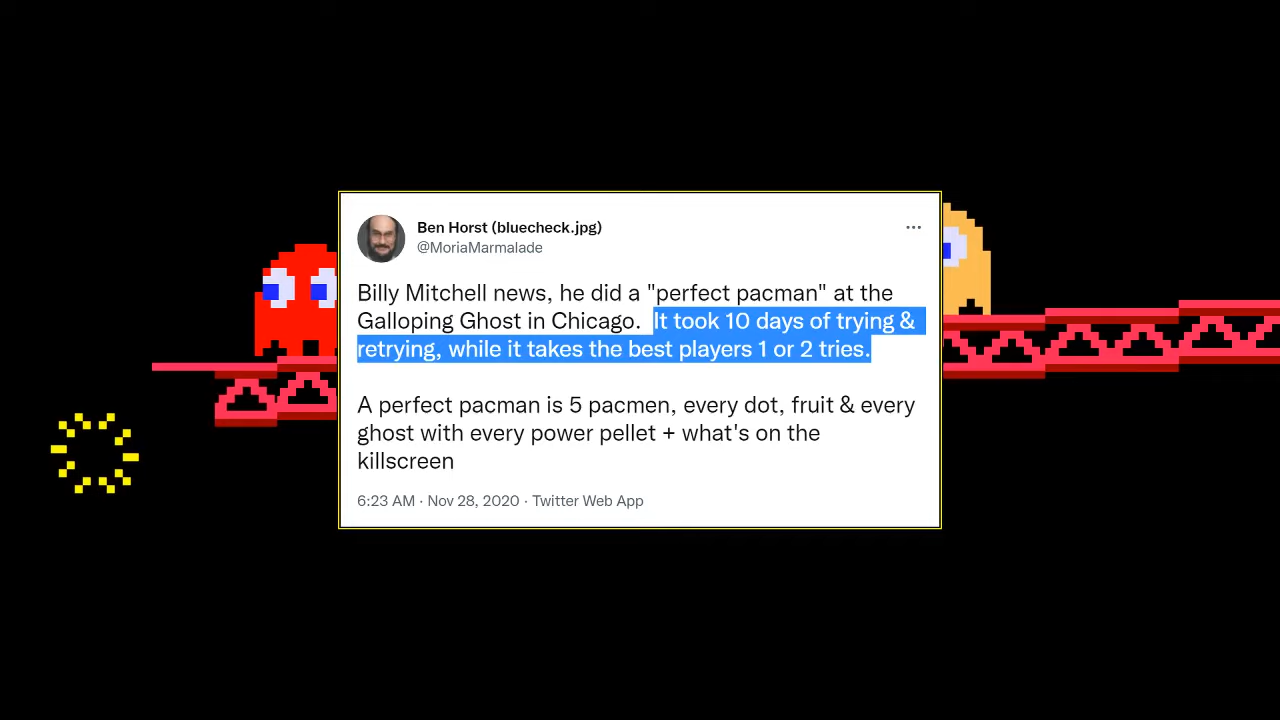 Ben Horst (bluecheck.jpg)
@MoriaMarmalade
Billy Mitchell news, he did a "perfect pacman" at the
Galloping Ghost in Chicago.  It took 10 days of trying &
retrying, while it takes the best players 1 or 2 tries.
A perfect pacman is 5 pacmen, every dot, fruit & every
ghost with every power pellet + what's on the
killscreen
6:23 AM · Nov 28, 2020 · Twitter Web App